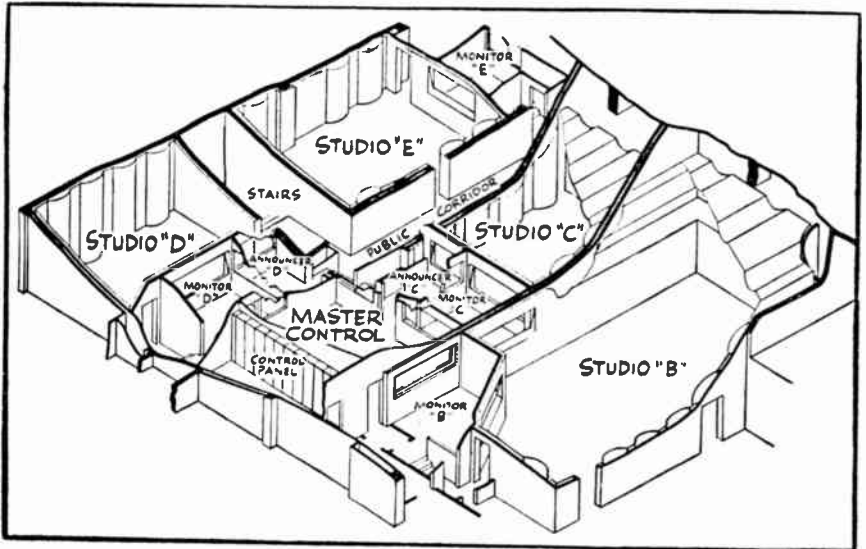 MONITOR
E
STUDIO "E"
STAIRS
PUBLIC CORRIDOR
STUDIO "C"
STUDIO "D"
ANNOUNCER
D
ANNOUNCER
C
MONITOR
C
MONITOR
D
MASTER
CONTROL
CONTROL
PANEL
MONITOR
B
STUDIO "B"